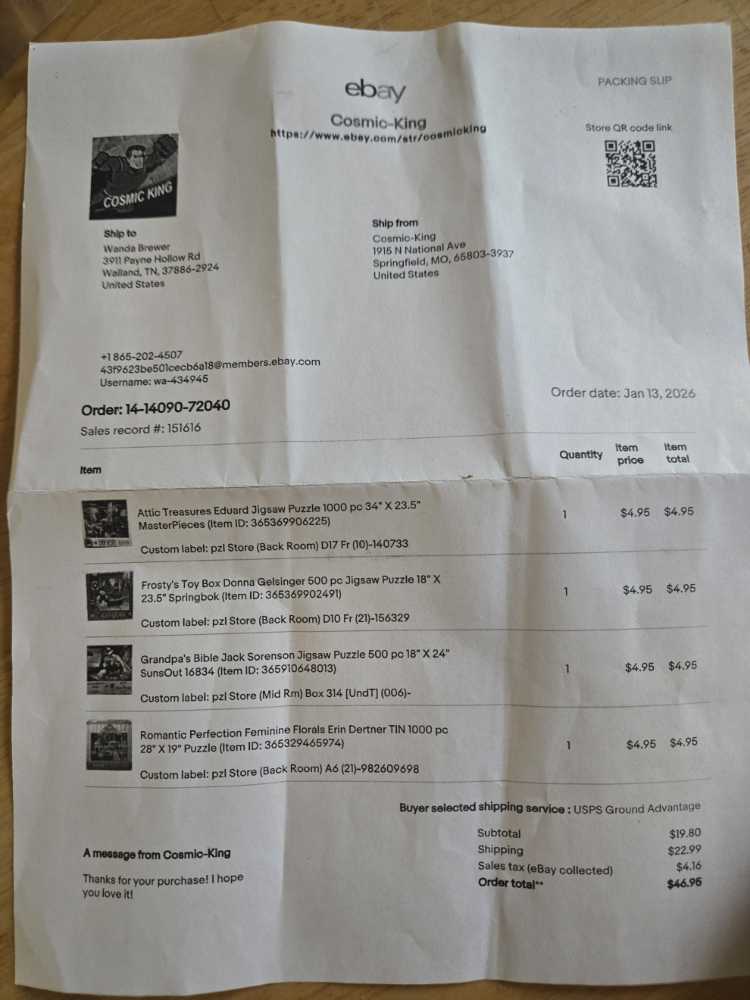 ebay
PACKING SLIP
Cosmic-King
https://www.ebay.com/str/cosmicking
Store QR code link
COSMIC KING
Ship to
Wanda Brewer
3911 Payne Hollow Rd
Walland, TN, 37886-2924
United States
Ship from
Cosmic-King
1915 N National Ave
Springfield, MO, 65803-3937
United States
+1 865-202-4507
43f9623be501cecb6a18@members.ebay.com
Username: wa-434945
Order: 14-14090-72040
Order date: Jan 13, 2026
Sales record #: 151616
Item Quantity Item price Item total
Attic Treasures Eduard Jigsaw Puzzle 1000 pc 34" X 23.5"
MasterPieces (Item ID: 365369906225)
1 $4.95 $4.95
Custom label: pzl Store (Back Room) D17 Fr (10)-140733
Frosty's Toy Box Donna Gelsinger 500 pc Jigsaw Puzzle 18" X
23.5" Springbok (Item ID: 365369902491)
1 $4.95 $4.95
Custom label: pzl Store (Back Room) D10 Fr (21)-156329
Grandpa's Bible Jack Sorenson Jigsaw Puzzle 500 pc 18" X 24"
SunsOut 16834 (Item ID: 365910648013)
1 $4.95 $4.95
Custom label: pzl Store (Mid Rm) Box 314 [UndT] (006)-
Romantic Perfection Feminine Florals Erin Dertner TIN 1000 pc
28" X 19" Puzzle (Item ID: 365329465974)
1 $4.95 $4.95
Custom label: pzl Store (Back Room) A6 (21)-982609698
Buyer selected shipping service : USPS Ground Advantage
Subtotal $19.80
Shipping $22.99
Sales tax (eBay collected) $4.16
Order total** $46.95
A message from Cosmic-King
Thanks for your purchase! I hope
you love it!